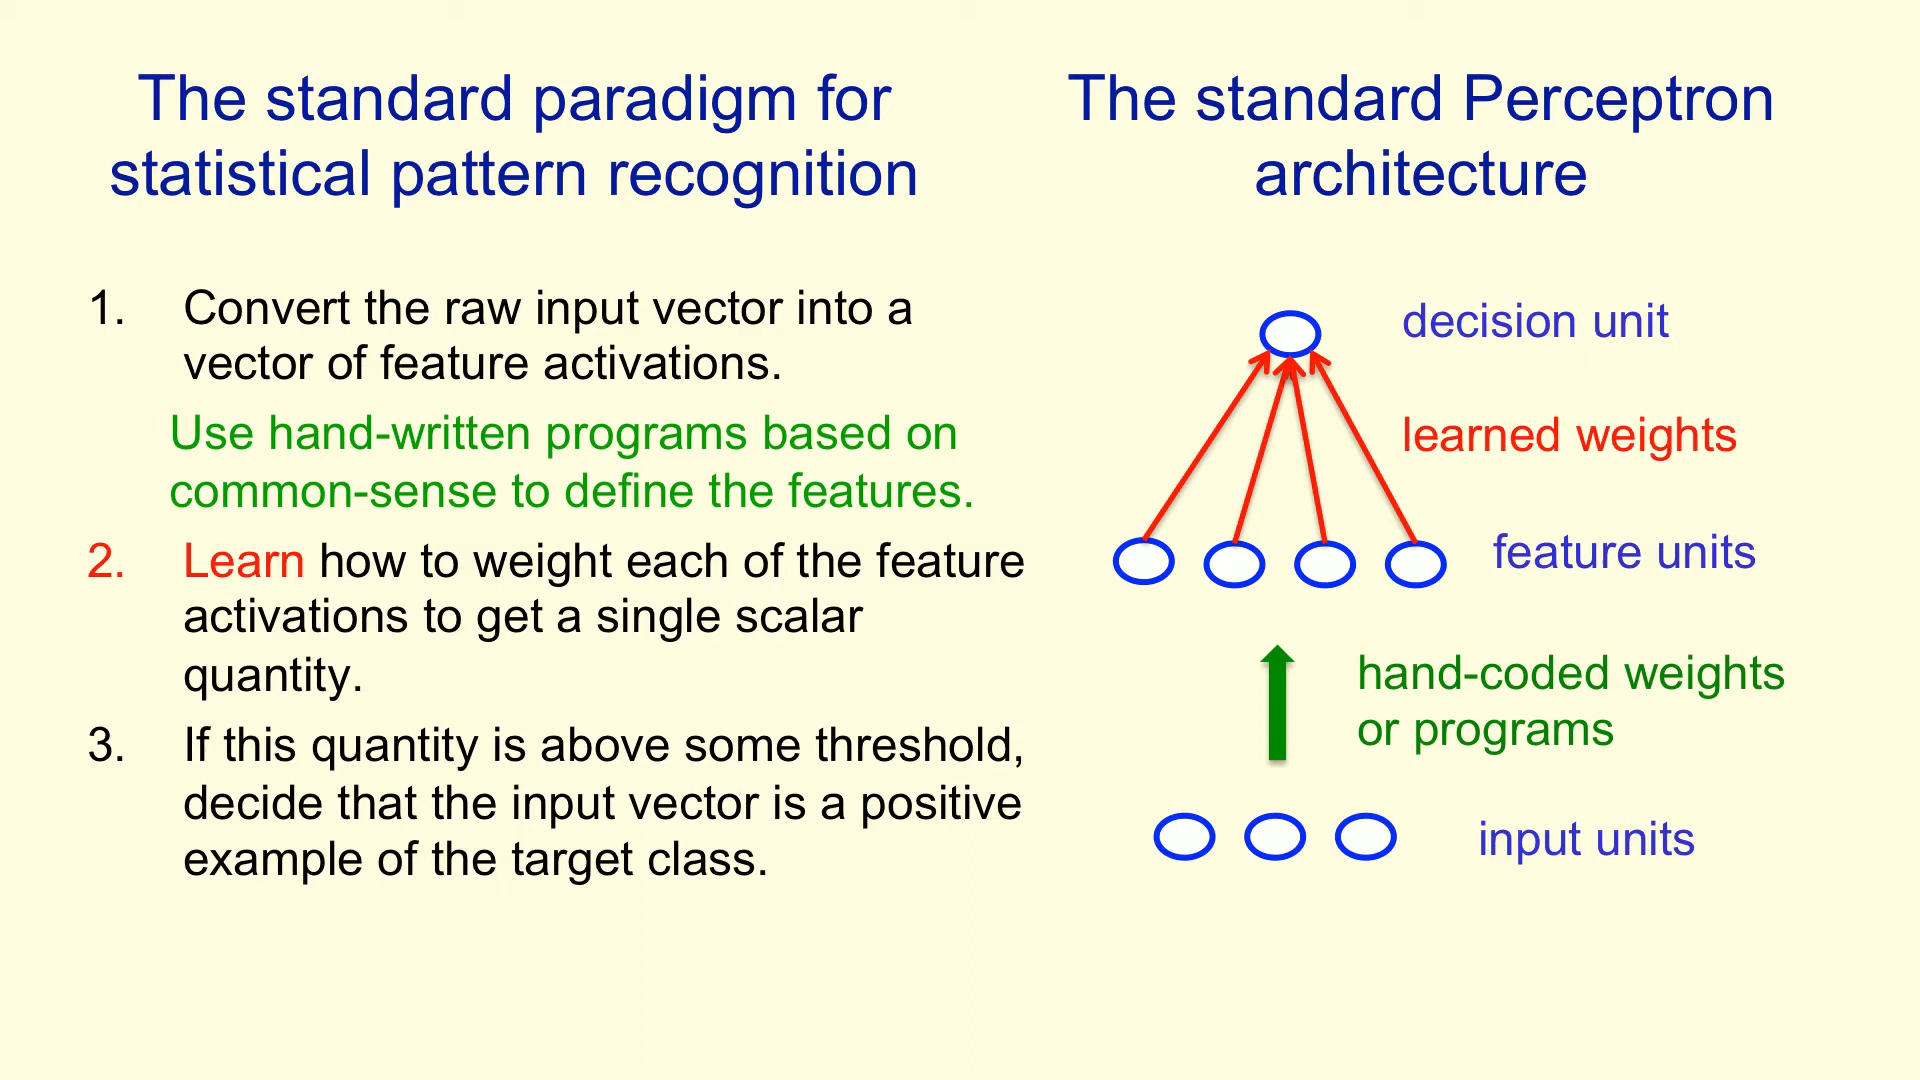 The standard paradigm for
statistical pattern recognition
1. Convert the raw input vector into a
vector of feature activations.
Use hand-written programs based on
common-sense to define the features.
2. Learn how to weight each of the feature
activations to get a single scalar
quantity.
3. If this quantity is above some threshold,
decide that the input vector is a positive
example of the target class.
The standard Perceptron
architecture
decision unit
learned weights
feature units
hand-coded weights
or programs
input units